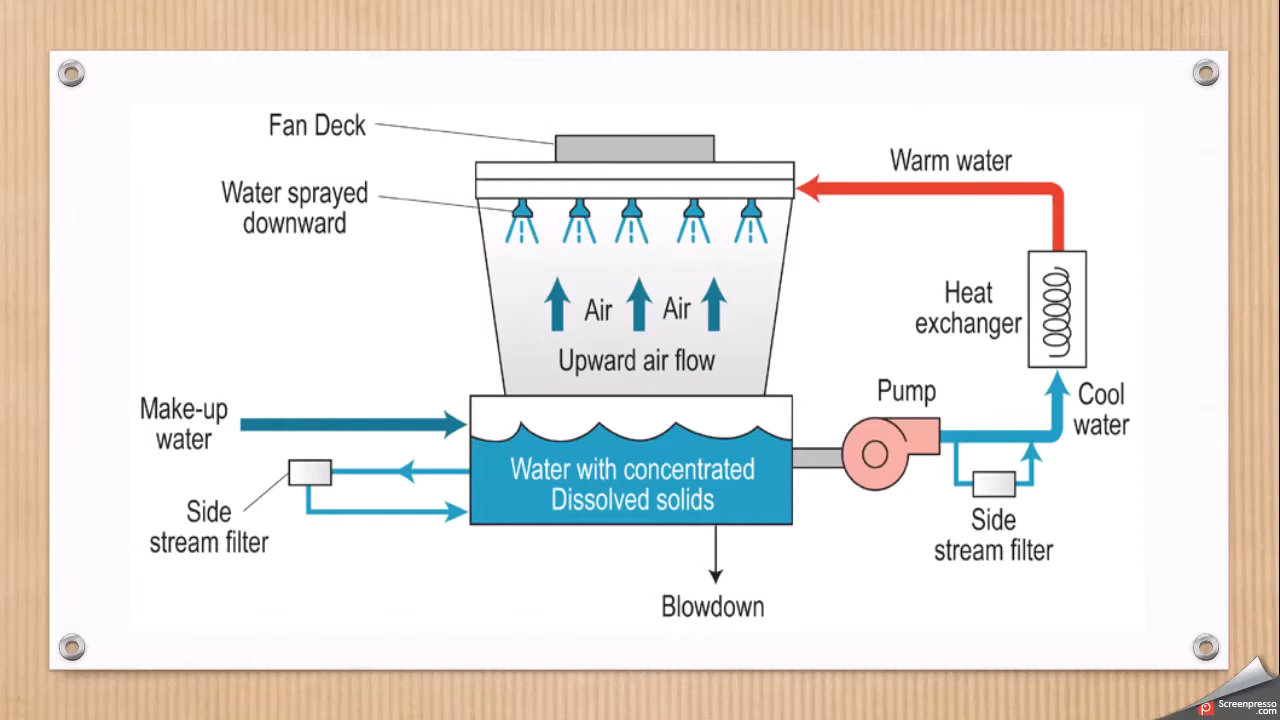 Fan Deck
Warm water
Water sprayed
downward
Heat
exchanger
Air
Air
Upward air flow
Make-up
water
Pump
Cool
water
Water with concentrated
Dissolved solids
Side
stream filter
Side
stream filter
Blowdown
Screenpresso
.com